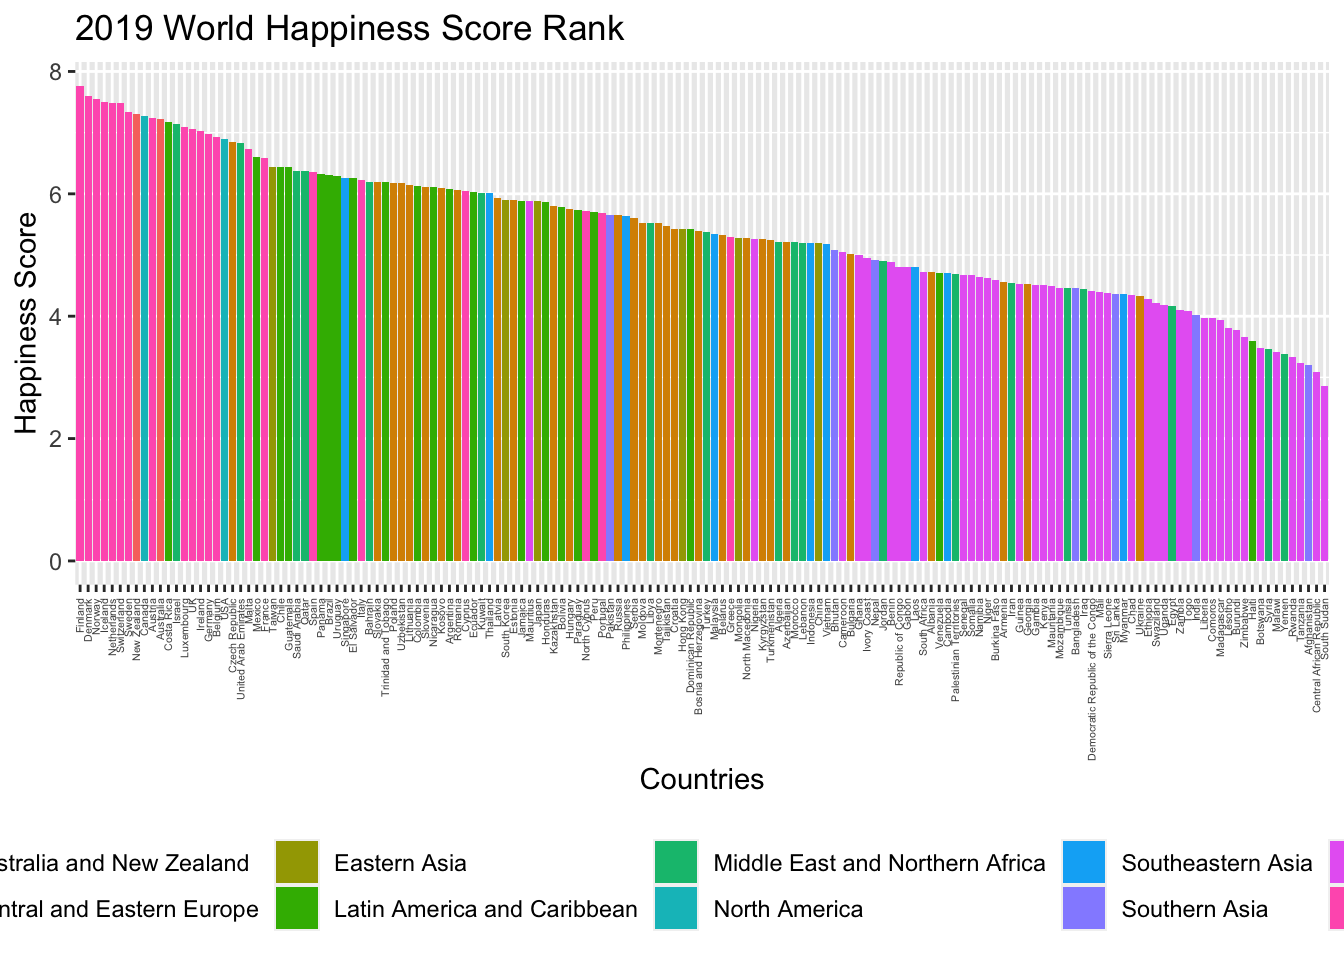 2019 World Happiness Score Rank
Happiness Score
8
6
4
2
0
Finland
Denmark
Norway
Iceland
Netherlands
Switzerland
Sweden
New Zealand
Canada
Austria
Australia
Costa Rica
Israel
Luxembourg
UK
Ireland
Germany
Belgium
USA
Czech Republic
United Arab Emirates
Malta
Mexico
France
Taiwan
Chile
Guatemala
Saudi Arabia
Qatar
Spain
Panama
Brazil
Uruguay
Singapore
El Salvador
Italy
Bahrain
Slovakia
Trinidad and Tobago
Poland
Uzbekistan
Lithuania
Colombia
Slovenia
Nicaragua
Kosovo
Argentina
Romania
Cyprus
Ecuador
Kuwait
Thailand
Latvia
South Korea
Estonia
Jamaica
Mauritius
Japan
Honduras
Kazakhstan
Bolivia
Hungary
Paraguay
North Cyprus
Peru
Portugal
Pakistan
Russia
Philippines
Serbia
Moldova
Libya
Montenegro
Tajikistan
Croatia
Hong Kong
Dominican Republic
Bosnia and Herzegovina
Turkey
Malaysia
Belarus
Greece
Mongolia
North Macedonia
Nigeria
Kyrgyzstan
Turkmenistan
Algeria
Azerbaijan
Morocco
Lebanon
Indonesia
China
Vietnam
Bhutan
Cameroon
Bulgaria
Ghana
Ivory Coast
Nepal
Jordan
Benin
Republic of Congo
Gabon
Laos
South Africa
Albania
Venezuela
Cambodia
Palestinian Territories
Senegal
Somalia
Namibia
Niger
Burkina Faso
Armenia
Iran
Guinea
Georgia
Gambia
Kenya
Mauritania
Mozambique
Tunisia
Bangladesh
Iraq
Democratic Republic of the Congo
Mali
Sierra Leone
Sri Lanka
Myanmar
Chad
Ukraine
Ethiopia
Swaziland
Uganda
Egypt
Zambia
Togo
India
Liberia
Comoros
Madagascar
Lesotho
Burundi
Zimbabwe
Haiti
Botswana
Syria
Malawi
Yemen
Rwanda
Tanzania
Afghanistan
Central African Republic
South Sudan
Countries
stralia and New Zealand
Eastern Asia
Middle East and Northern Africa
Southeastern Asia
ntral and Eastern Europe
Latin America and Caribbean
North America
Southern Asia